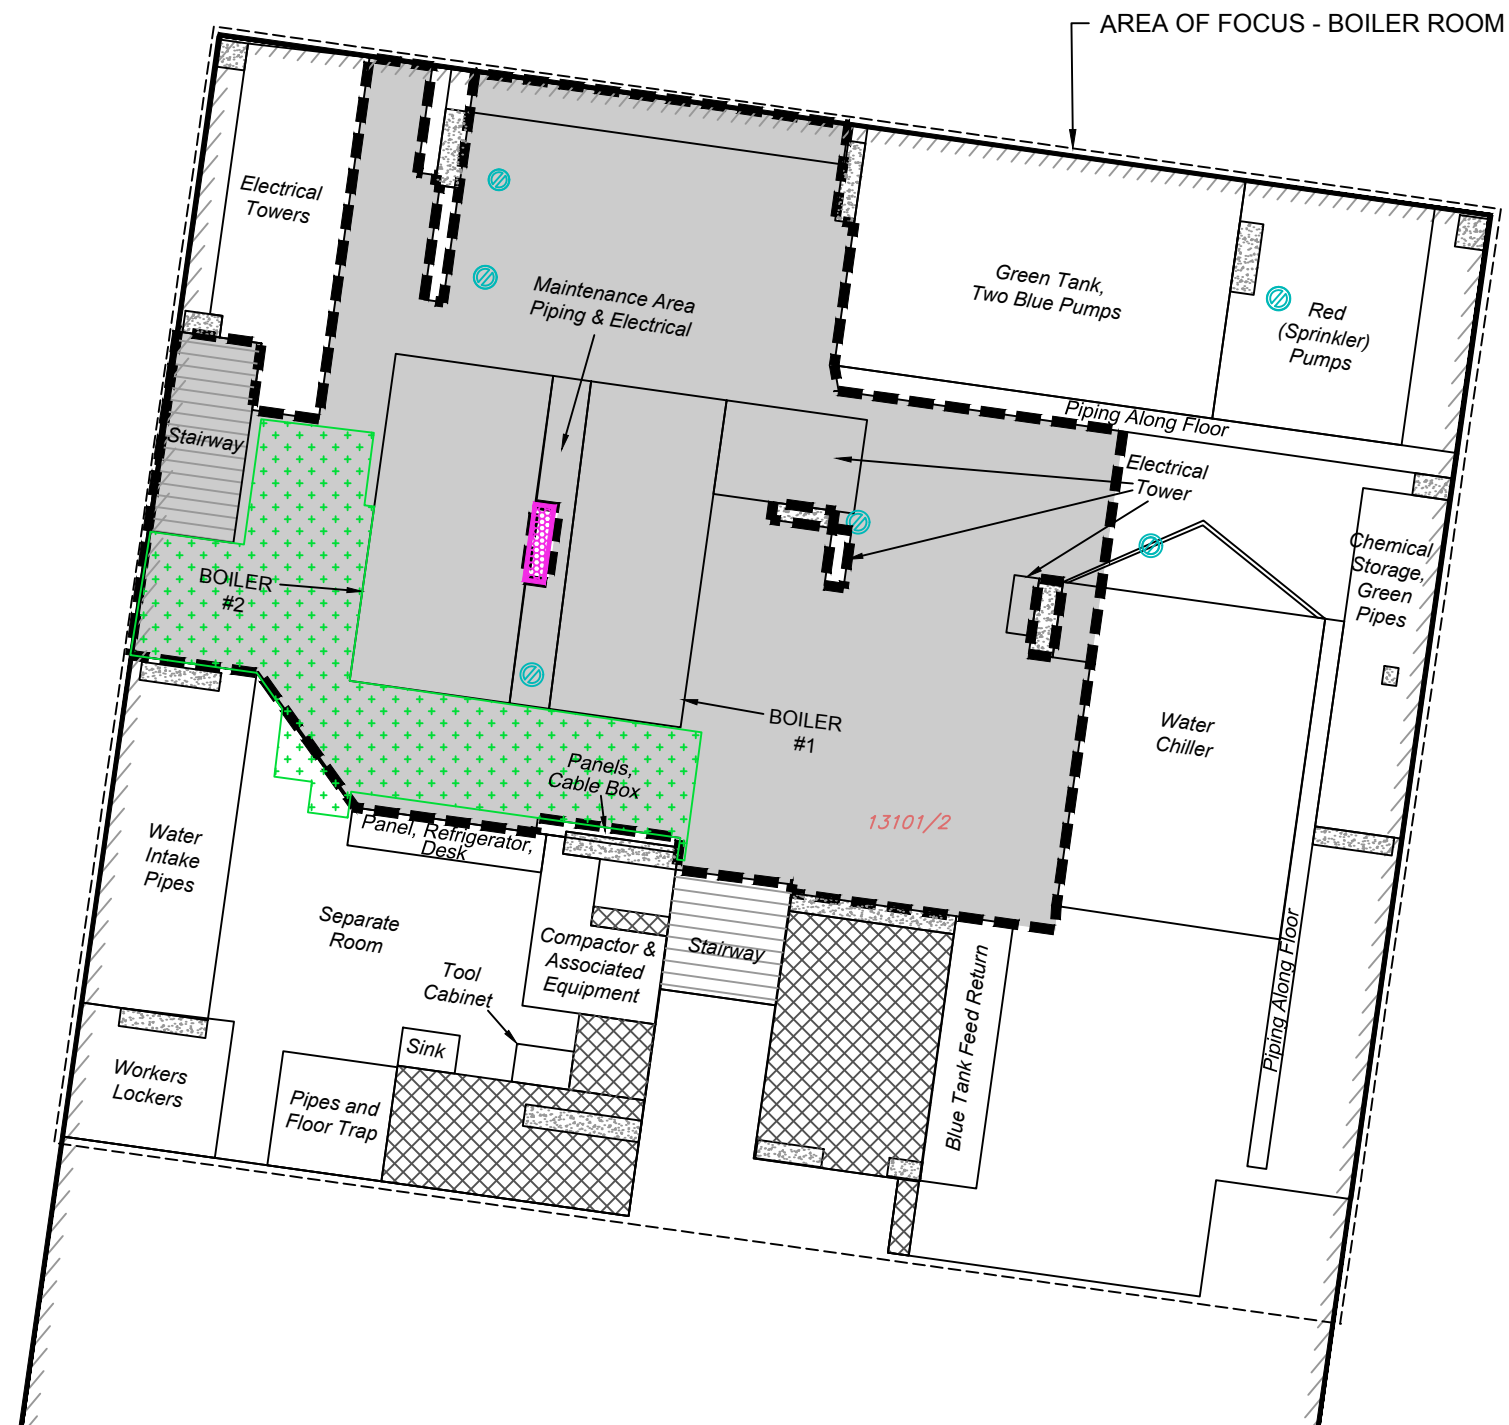 AREA OF FOCUS - BOILER ROOM
Electrical
Towers
Maintenance Area
Piping & Electrical
Green Tank,
Two Blue Pumps
Red
(Sprinkler)
Pumps
Piping Along Floor
Stairway
Electrical
Tower
Chemical
Storage,
Green
Pipes
BOILER
#2
BOILER
#1
Water
Chiller
Panels,
Cable Box
13101/2
Panel, Refrigerator,
Desk
Water
Intake
Pipes
Separate
Room
Compactor &
Associated
Equipment
Stairway
Tool
Cabinet
Blue Tank Feed Return
Piping Along Floor
Sink
Workers
Lockers
Pipes and
Floor Trap